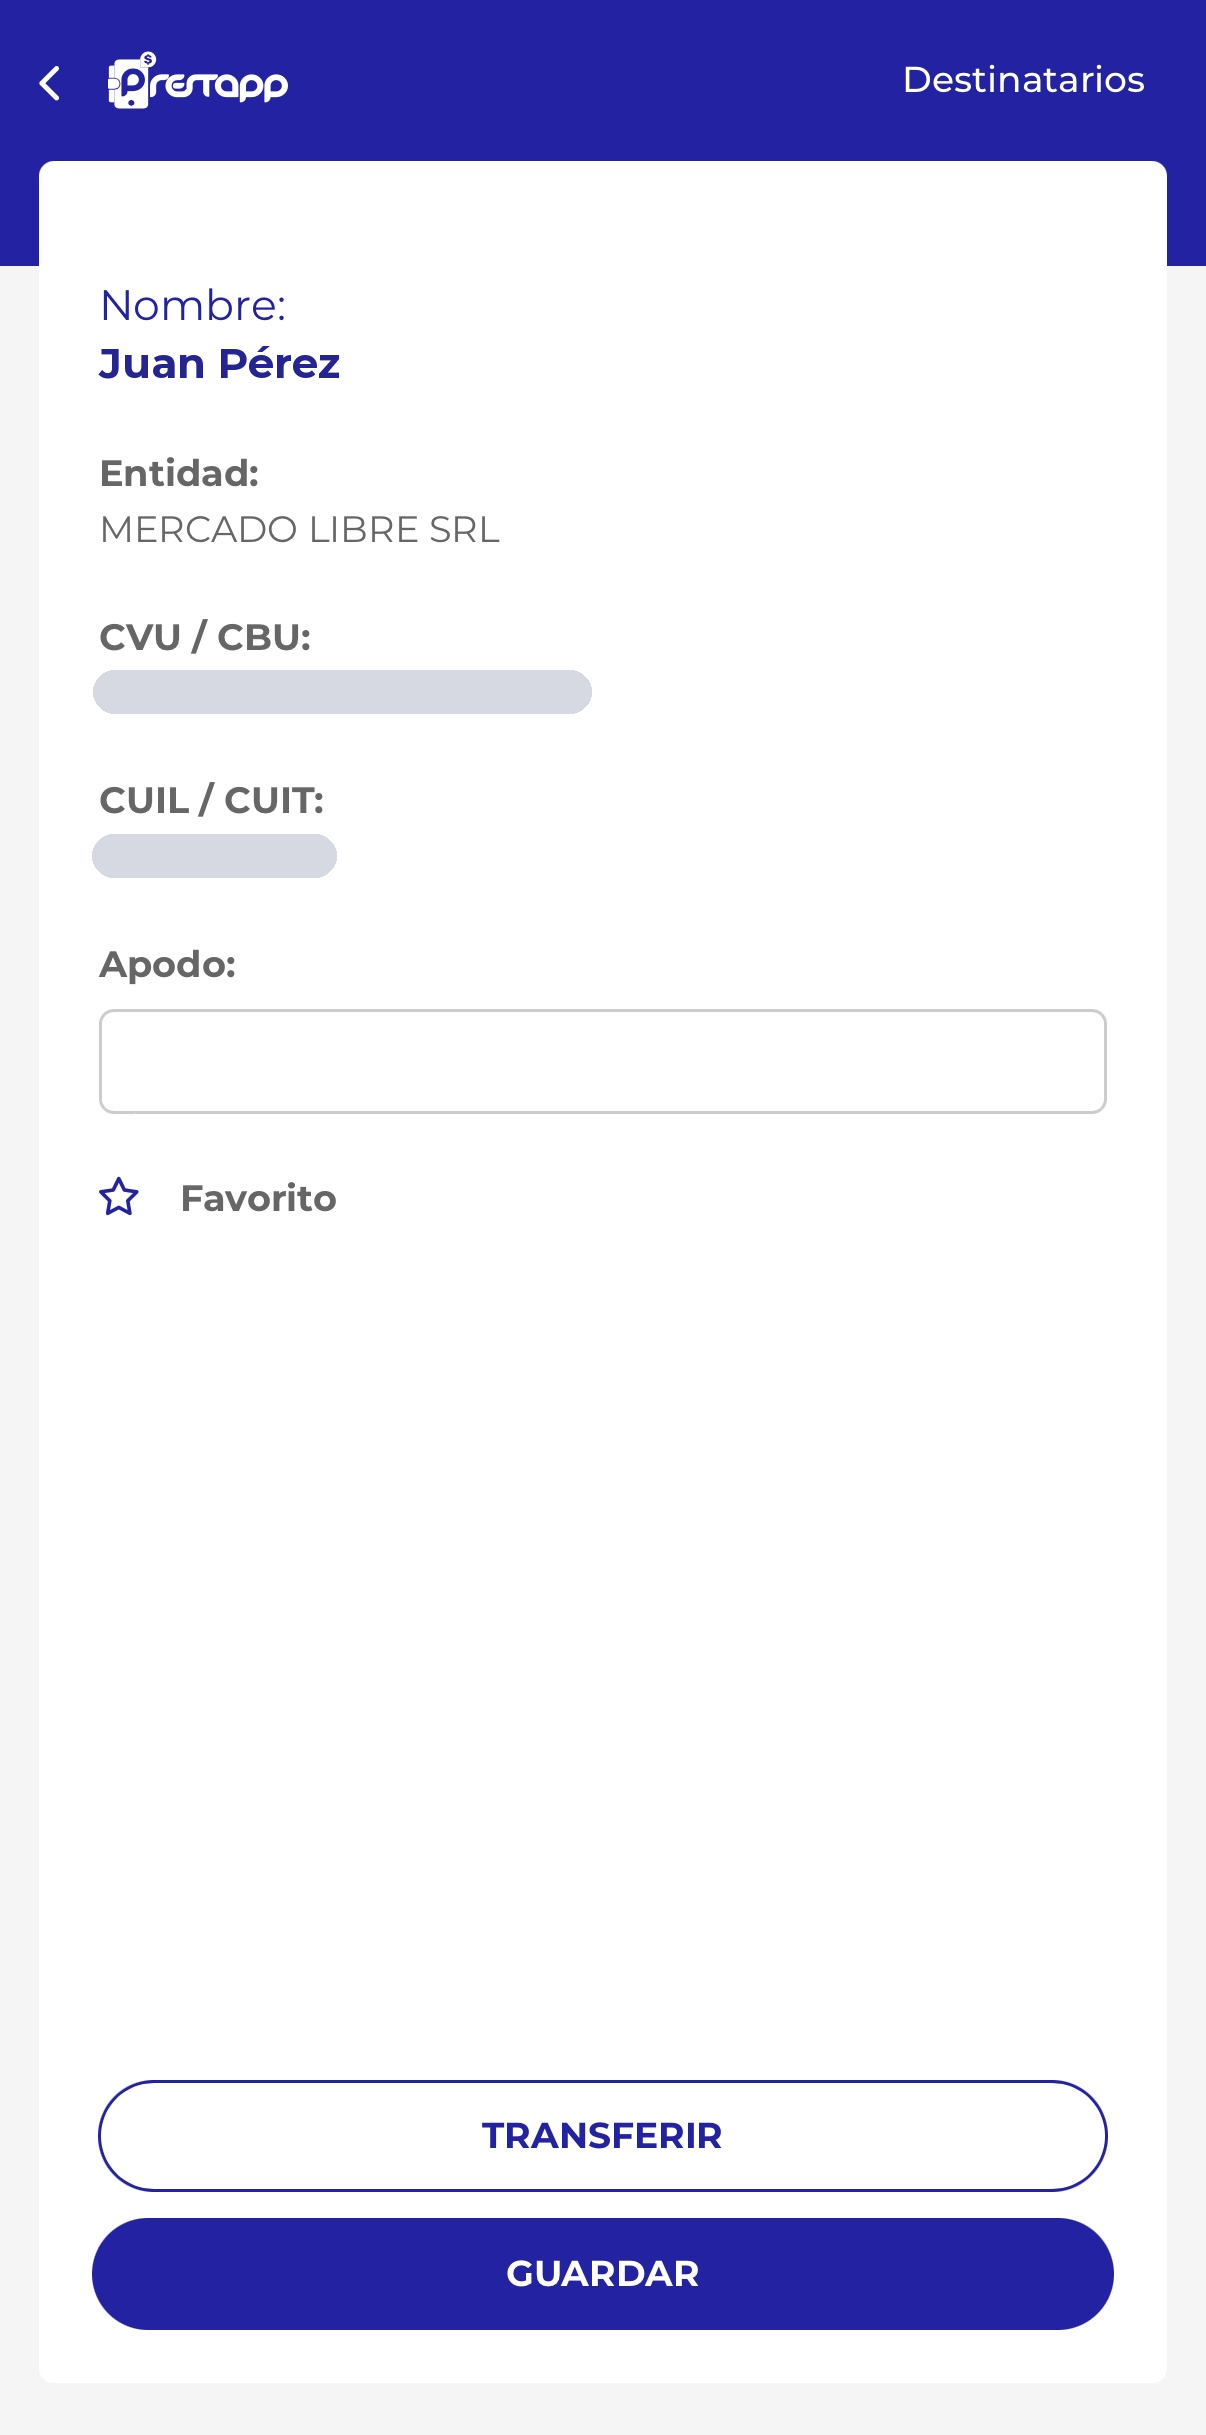 Prestapp
Destinatarios
Nombre:
Juan Pérez
Entidad:
MERCADO LIBRE SRL
CVU / CBU:
CUIL / CUIT:
Apodo:
Favorito
TRANSFERIR
GUARDAR